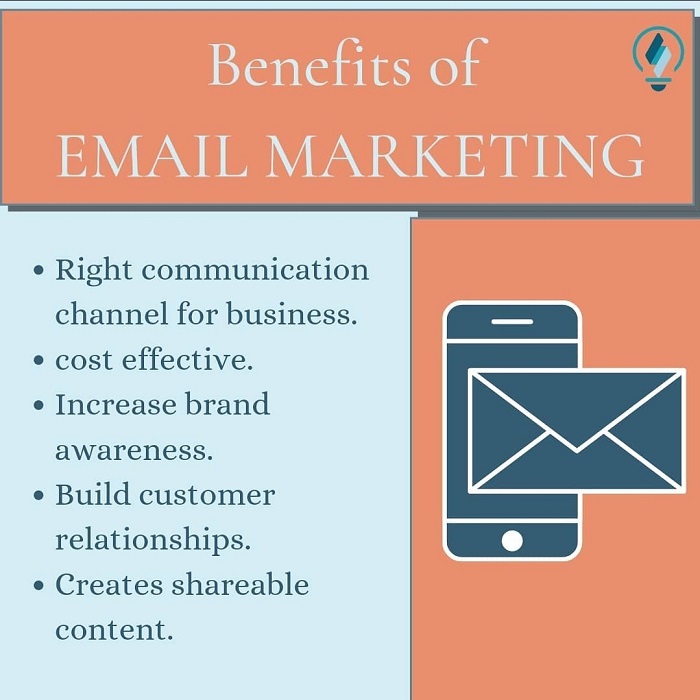 Benefits of
EMAIL MARKETING
• Right communication
channel for business.
• cost effective.
• Increase brand
awareness.
• Build customer
relationships.
• Creates shareable
content.